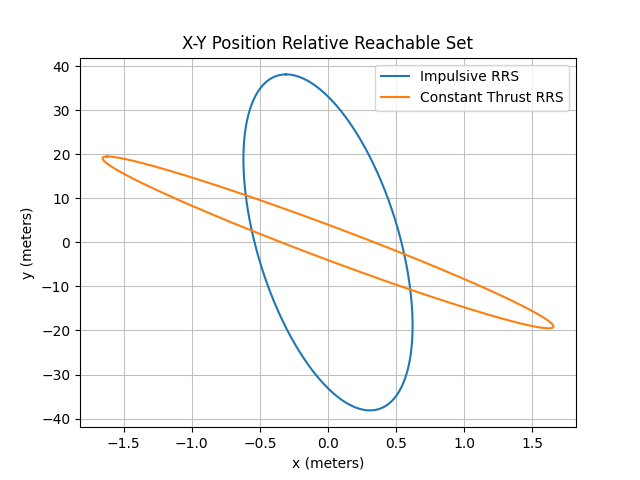 X-Y Position Relative Reachable Set
Impulsive RRS
Constant Thrust RRS
y (meters)
40
30
20
10
0
−10
−20
−30
−40
−1.5 −1.0 −0.5 0.0 0.5 1.0 1.5
x (meters)